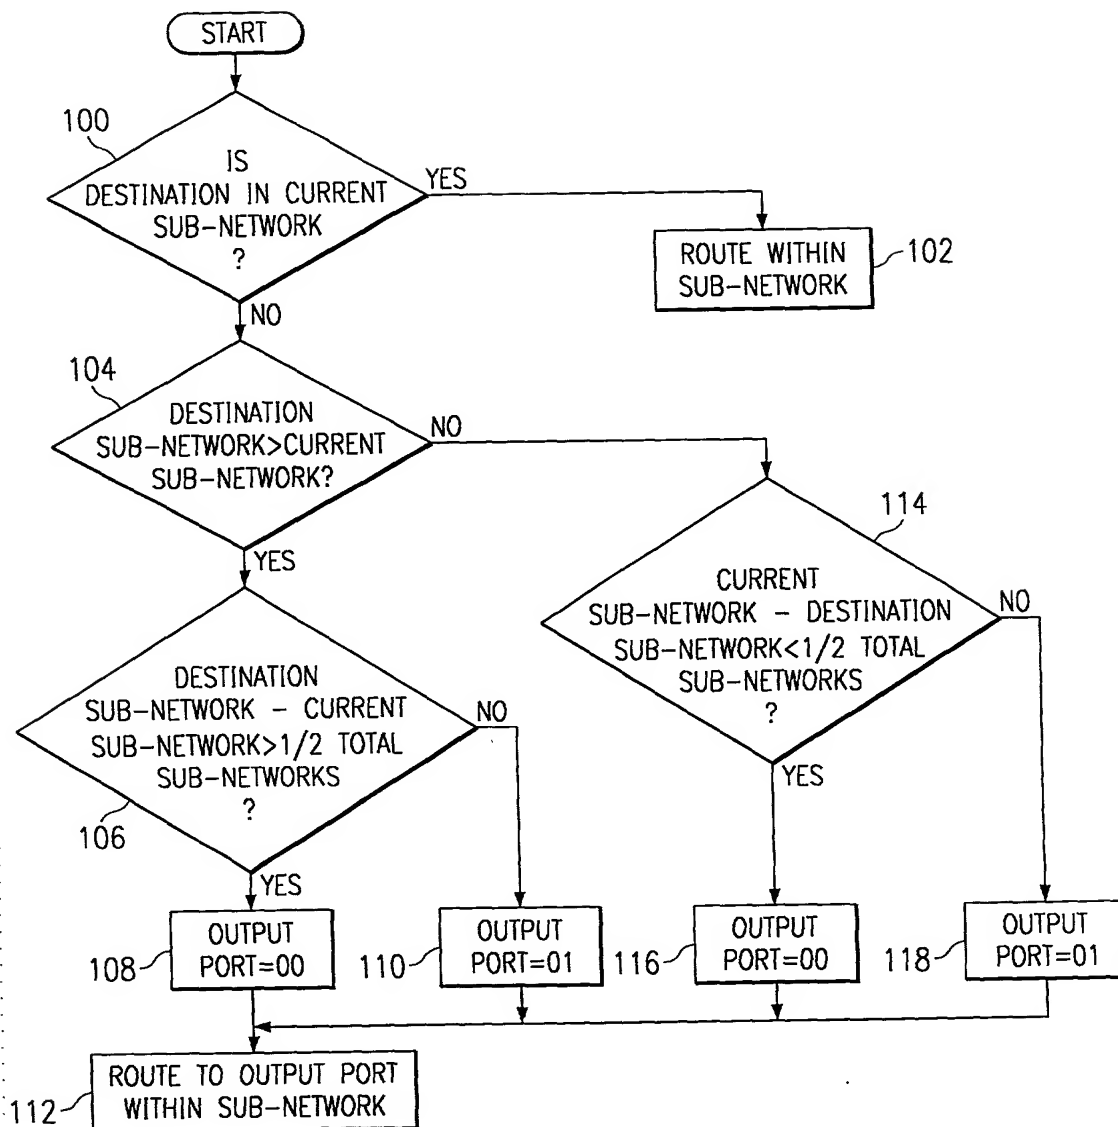 START
100
IS
DESTINATION IN CURRENT
SUB-NETWORK
?
YES
ROUTE WITHIN
SUB-NETWORK
102
NO
104
DESTINATION
SUB-NETWORK>CURRENT
SUB-NETWORK?
NO
YES
114
CURRENT
SUB-NETWORK - DESTINATION
SUB-NETWORK<1/2 TOTAL
SUB-NETWORKS
?
NO
YES
DESTINATION
SUB-NETWORK - CURRENT
SUB-NETWORK>1/2 TOTAL
SUB-NETWORKS
?
NO
106
YES
OUTPUT
PORT=00
108
OUTPUT
PORT=01
110
OUTPUT
PORT=00
116
OUTPUT
PORT=01
118
ROUTE TO OUTPUT PORT
WITHIN SUB-NETWORK
112